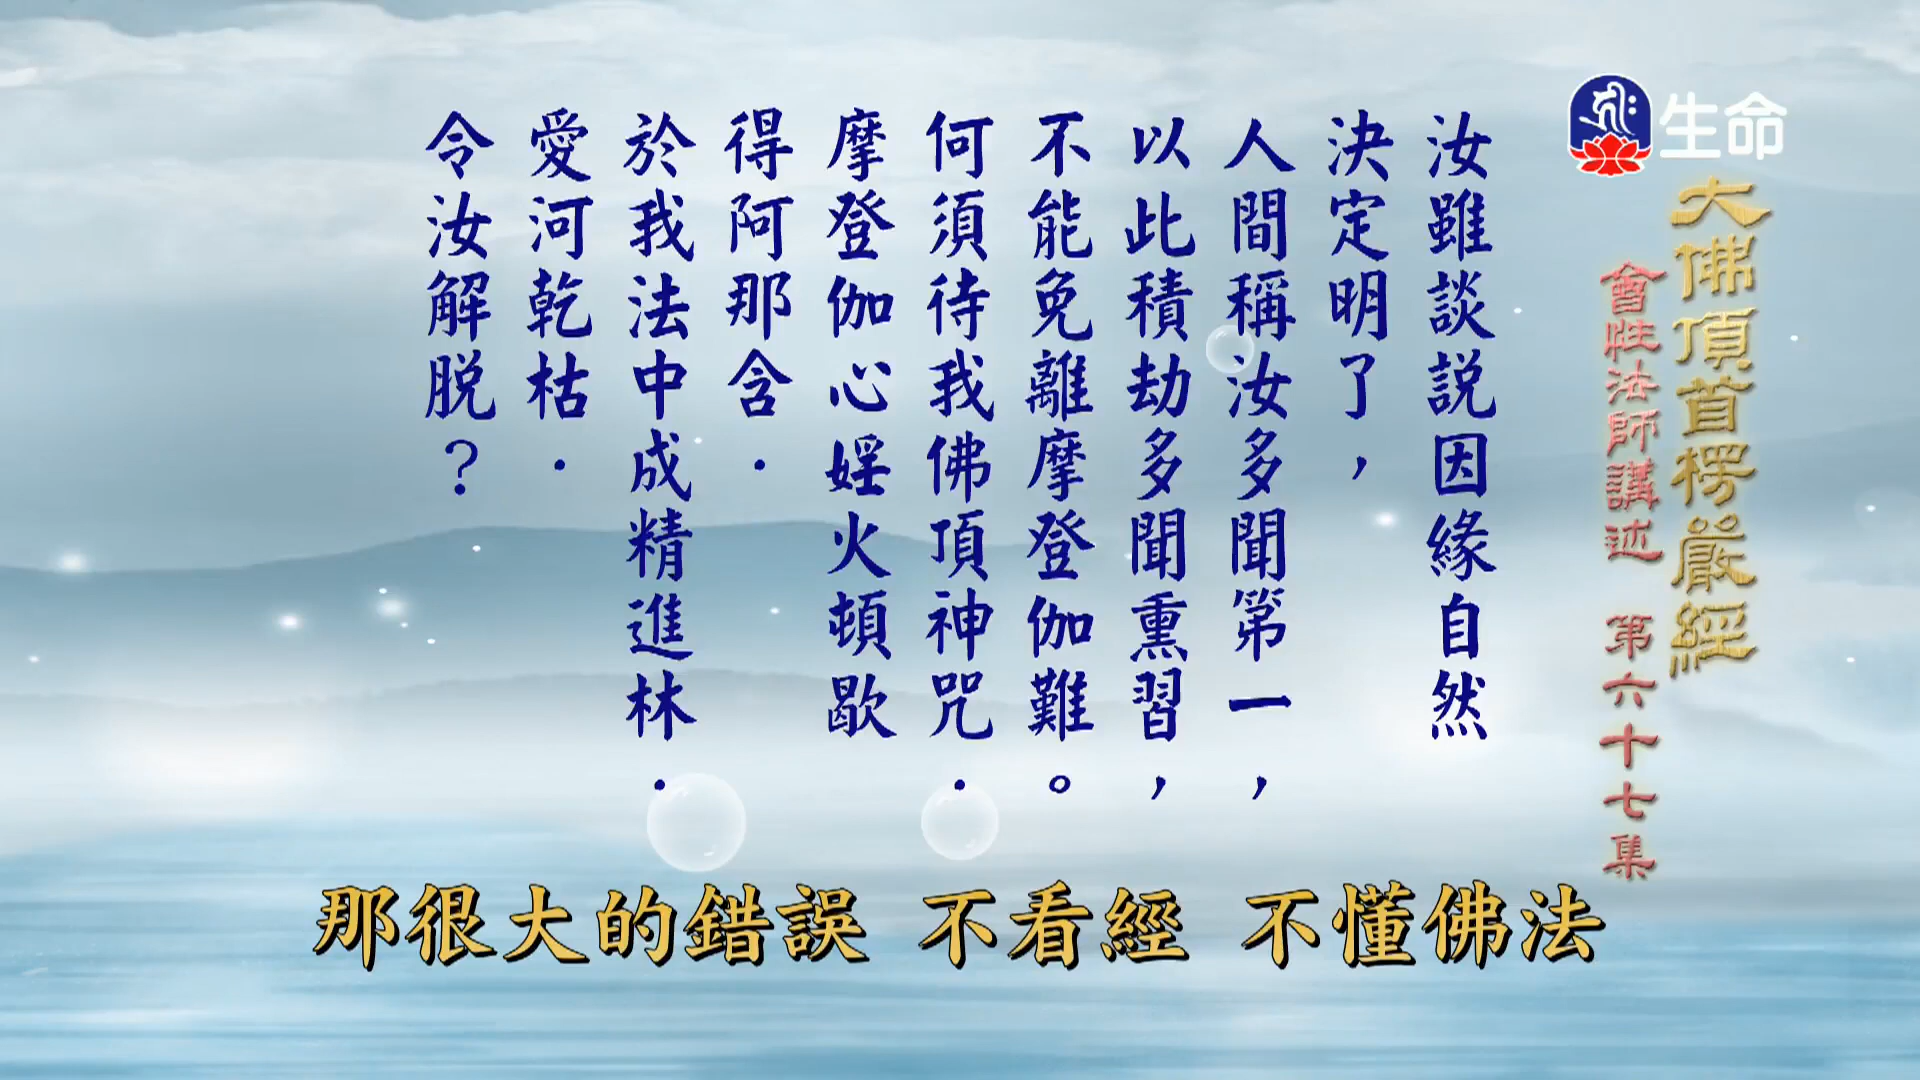 生命
大佛頂首楞嚴經
會性法師講述 第六十七集
汝雖談說因緣自然
決定明了，
人間稱汝多聞第一，
以此積劫多聞熏習，
不能免離摩登伽難。
何須待我佛頂神咒．
摩登伽心婬火頓歇
得阿那含．
於我法中成精進林．
愛河乾枯．
令汝解脫？
那很大的錯誤 不看經 不懂佛法